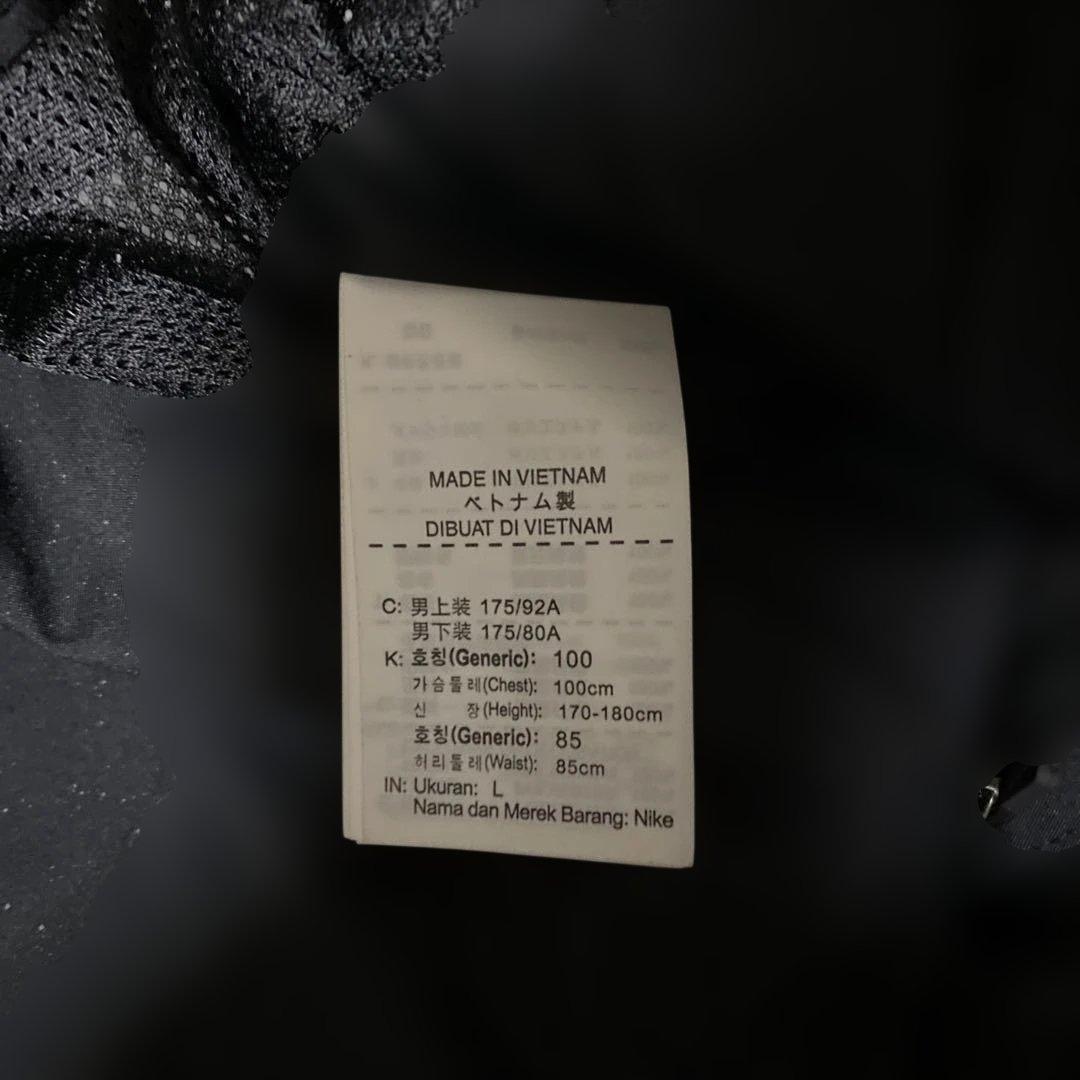 MADE IN VIETNAM
ベトナム製
DIBUAT DI VIETNAM
C: 男上装 175/92A
男下装 175/80A
K: 호칭(Generic): 100
가슴둘레(Chest): 100cm
신 장(Height): 170-180cm
호칭(Generic): 85
허리둘레(Waist): 85cm
IN: Ukuran: L
Nama dan Merek Barang: Nike